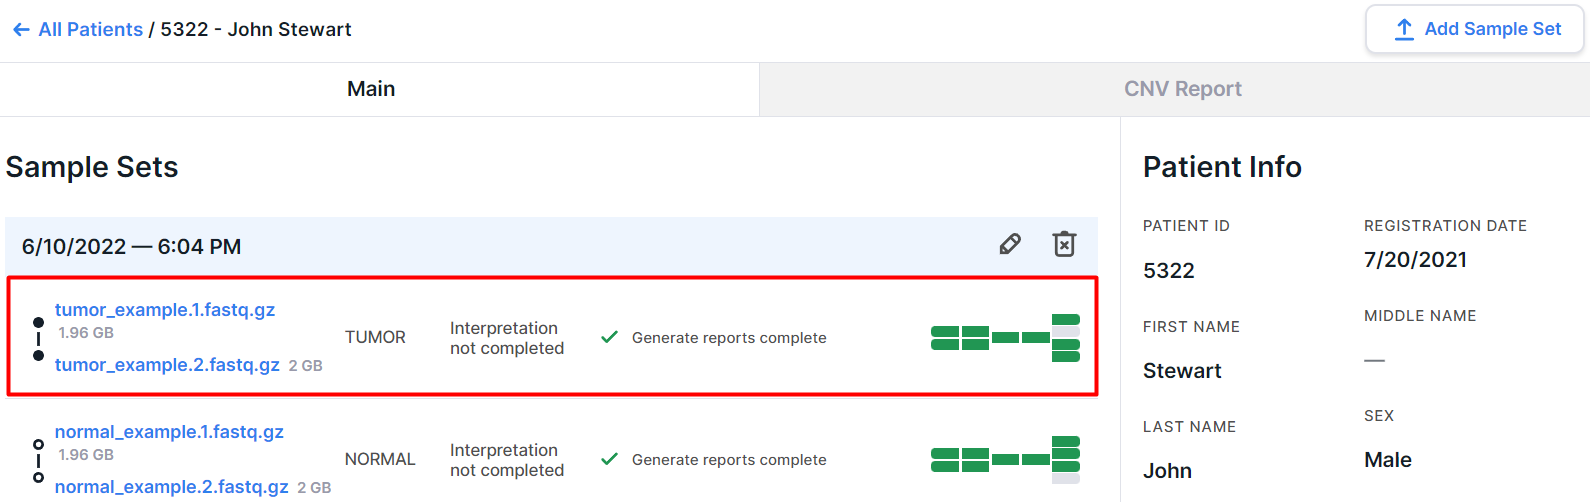 ← All Patients / 5322 - John Stewart
Add Sample Set
Main
CNV Report
Sample Sets
6/10/2022 — 6:04 PM
tumor_example.1.fastq.gz
1.96 GB
tumor_example.2.fastq.gz 2 GB
TUMOR
Interpretation
not completed
Generate reports complete
normal_example.1.fastq.gz
1.96 GB
normal_example.2.fastq.gz 2 GB
NORMAL
Interpretation
not completed
Generate reports complete
Patient Info
PATIENT ID
5322
REGISTRATION DATE
7/20/2021
FIRST NAME
Stewart
MIDDLE NAME
—
LAST NAME
John
SEX
Male